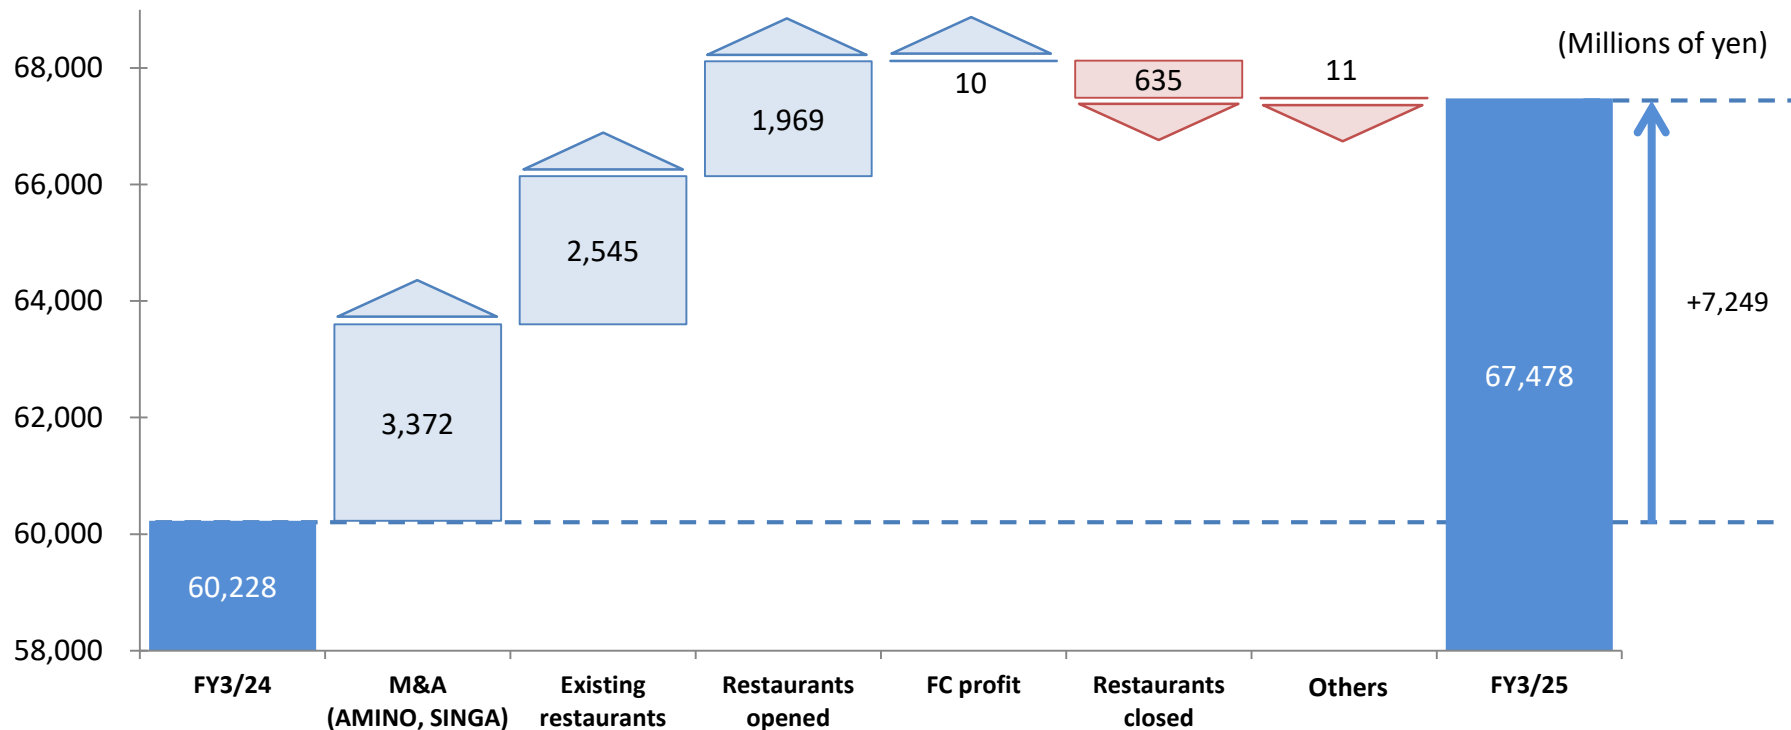 (Millions of yen)
68,000
66,000
64,000
62,000
60,000
58,000
60,228
3,372
2,545
1,969
10
635
11
67,478
+7,249
FY3/24
M&A
(AMINO, SINGA)
Existing
restaurants
Restaurants
opened
FC profit
Restaurants
closed
Others
FY3/25